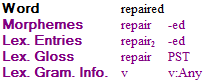 Word repaired
Morphemes repair -ed
Lex. Entries repair₂ -ed
Lex. Gloss repair PST
Lex. Gram. Info. v v:Any